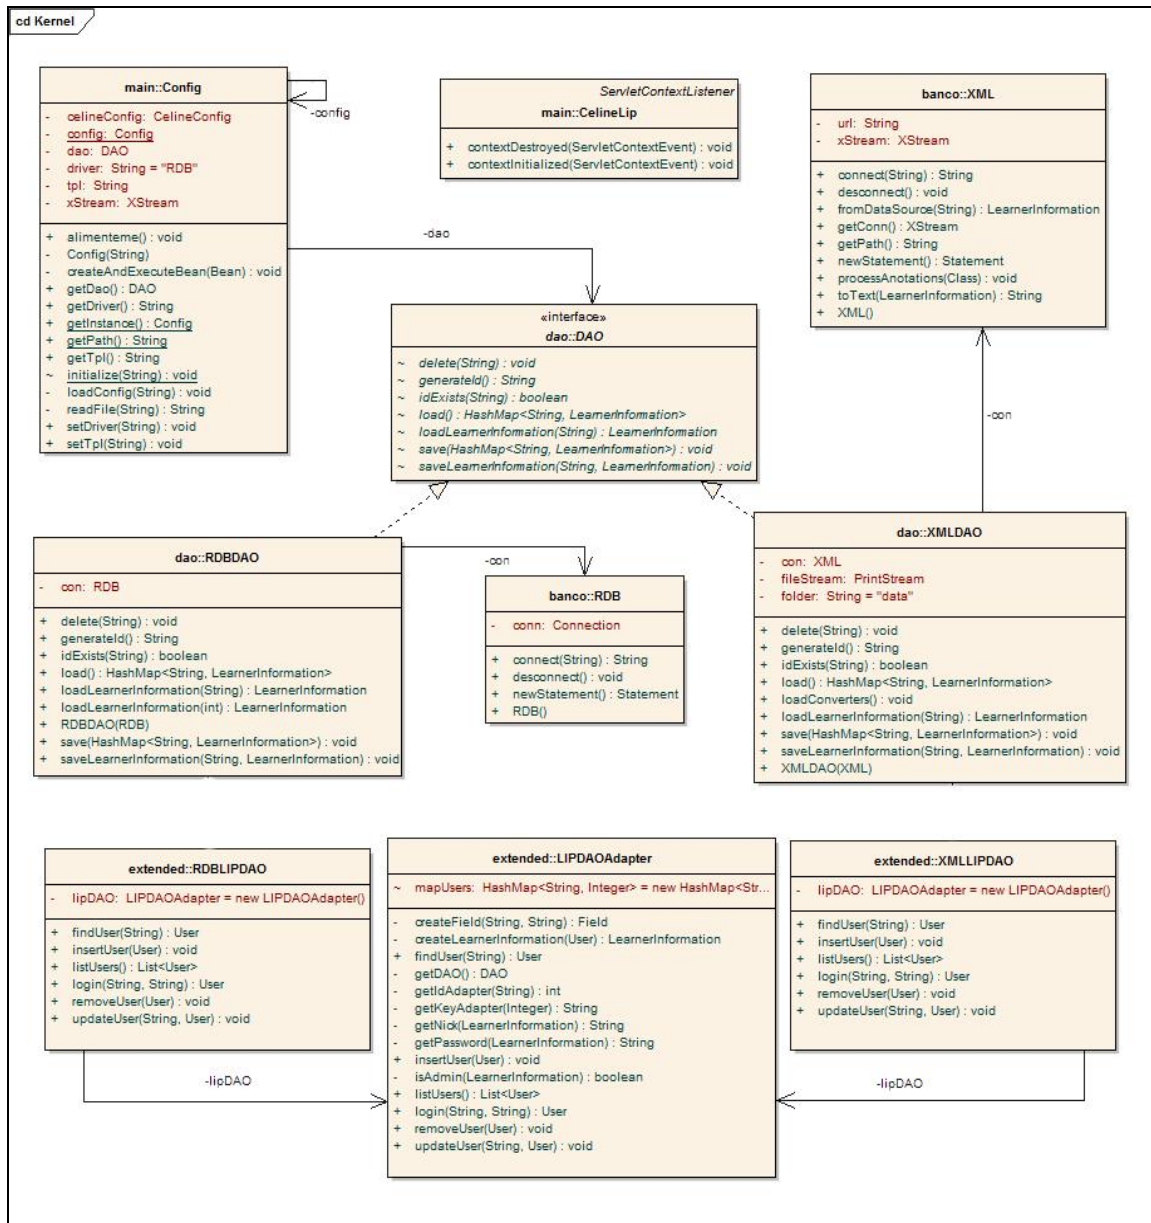 cd Kernel
main::Config
- celineConfig: CelineConfig
- config: Config
- dao: DAO
- driver: String = "RDB"
- tpl: String
- xStream: XStream
+ alimenteme() : void
- Config(String)
- createAndExecuteBean(Bean) : void
+ getDao() : DAO
+ getDriver() : String
+ getInstance() : Config
+ getPath() : String
+ getTpl() : String
~ initialize(String) : void
- loadConfig(String) : void
- readFile(String) : String
+ setDriver(String) : void
+ setTpl(String) : void
-config
ServletContextListener
main::CelineLip
+ contextDestroyed(ServletContextEvent) : void
+ contextInitialized(ServletContextEvent) : void
banco::XML
- url: String
- xStream: XStream
+ connect(String) : String
+ desconnect() : void
+ fromDataSource(String) : LearnerInformation
+ getConn() : XStream
+ getPath() : String
+ newStatement() : Statement
+ processAnotations(Class) : void
+ toText(LearnerInformation) : String
+ XML()
-dao
«interface»
dao::DAO
~ delete(String) : void
~ generateId() : String
~ idExists(String) : boolean
~ load() : HashMap<String, LearnerInformation>
~ loadLearnerInformation(String) : LearnerInformation
~ save(HashMap<String, LearnerInformation>) : void
~ saveLearnerInformation(String, LearnerInformation) : void
-con
dao::RDBDAO
- con: RDB
+ delete(String) : void
+ generateId() : String
+ idExists(String) : boolean
+ load() : HashMap<String, LearnerInformation>
+ loadLearnerInformation(String) : LearnerInformation
+ loadLearnerInformation(int) : LearnerInformation
+ RDBDAO(RDB)
+ save(HashMap<String, LearnerInformation>) : void
+ saveLearnerInformation(String, LearnerInformation) : void
-con
banco::RDB
- conn: Connection
+ connect(String) : String
+ desconnect() : void
+ newStatement() : Statement
+ RDB()
dao::XMLDAO
- con: XML
- fileStream: PrintStream
- folder: String = "data"
+ delete(String) : void
+ generateId() : String
+ idExists(String) : boolean
+ load() : HashMap<String, LearnerInformation>
+ loadConverters() : void
+ loadLearnerInformation(String) : LearnerInformation
+ save(HashMap<String, LearnerInformation>) : void
+ saveLearnerInformation(String, LearnerInformation) : void
+ XMLDAO(XML)
extended::RDBLIPDAO
- lipDAO: LIPDAOAdapter = new LIPDAOAdapter()
+ findUser(String) : User
+ insertUser(User) : void
+ listUsers() : List<User>
+ login(String, String) : User
+ removeUser(User) : void
+ updateUser(String, User) : void
-lipDAO
extended::LIPDAOAdapter
~ mapUsers: HashMap<String, Integer> = new HashMap<Str...
- createField(String, String) : Field
- createLearnerInformation(User) : LearnerInformation
+ findUser(String) : User
- getDAO() : DAO
- getIdAdapter(String) : int
- getKeyAdapter(Integer) : String
- getNick(LearnerInformation) : String
- getPassword(LearnerInformation) : String
+ insertUser(User) : void
- isAdmin(LearnerInformation) : boolean
+ listUsers() : List<User>
+ login(String, String) : User
+ removeUser(User) : void
+ updateUser(String, User) : void
extended::XMLLIPDAO
- lipDAO: LIPDAOAdapter = new LIPDAOAdapter()
+ findUser(String) : User
+ insertUser(User) : void
+ listUsers() : List<User>
+ login(String, String) : User
+ removeUser(User) : void
+ updateUser(String, User) : void
-lipDAO